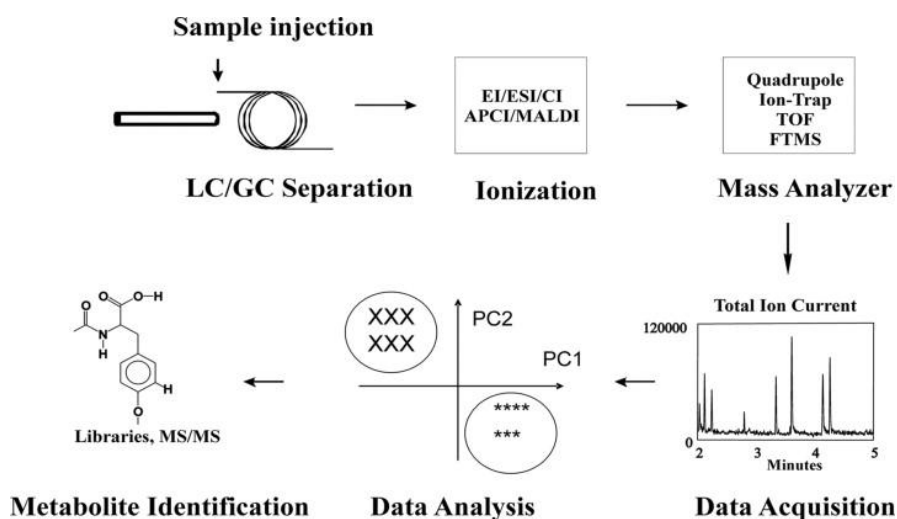 Sample injection
LC/GC Separation
EI/ESI/CI
APCI/MALDI
Ionization
Quadrupole
Ion-Trap
TOF
FTMS
Mass Analyzer
Total Ion Current
120000
0
2 3 4 5
Minutes
Data Acquisition
PC2
PC1
XXX
XXX
****
***
Data Analysis
O
O-H
O
N
H
H
O
Libraries, MS/MS
Metabolite Identification